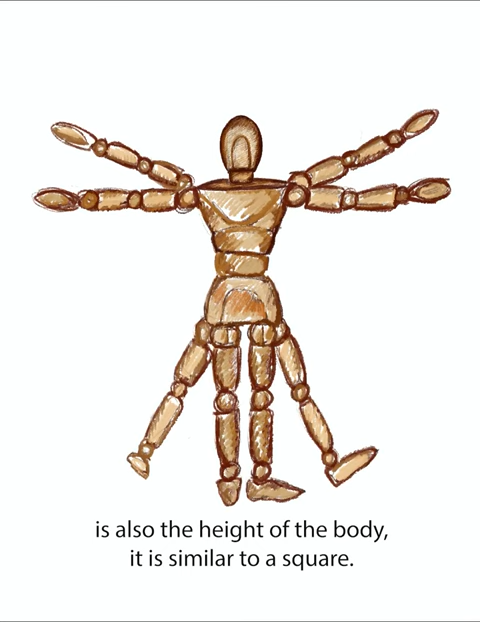 is also the height of the body,
it is similar to a square.